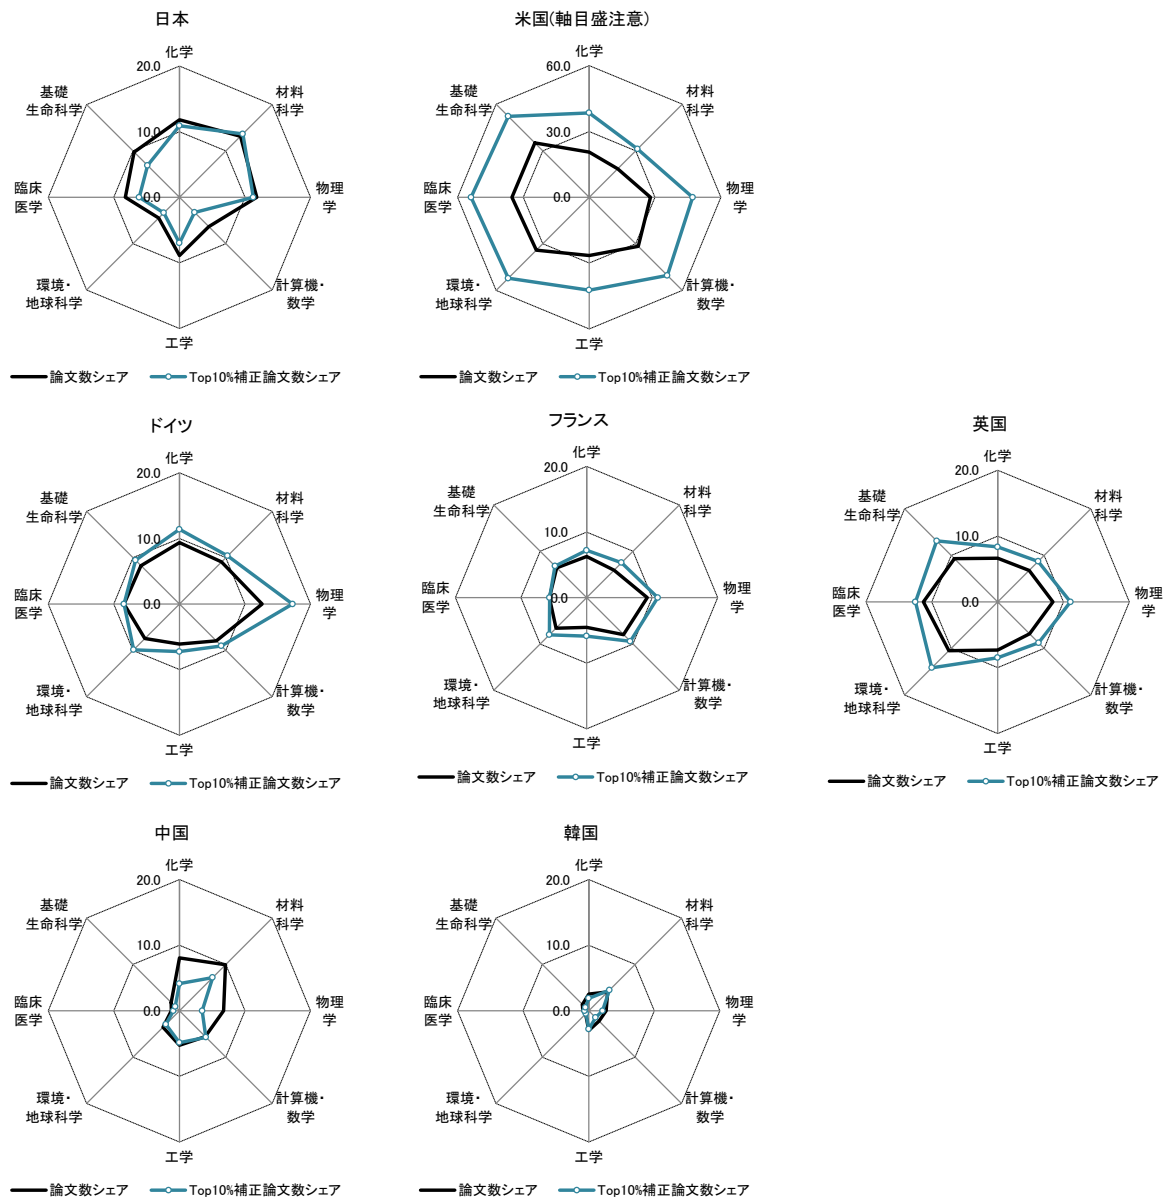 日本
化学
20.0
材料
科学
10.0
物理
学
0.0
計算機・
数学
工学
環境・
地球科学
臨床
医学
基礎
生命科学
論文数シェア
Top10%補正論文数シェア
米国(軸目盛注意)
化学
60.0
材料
科学
30.0
物理
学
0.0
計算機・
数学
工学
環境・
地球科学
臨床
医学
基礎
生命科学
論文数シェア
Top10%補正論文数シェア
ドイツ
化学
20.0
材料
科学
10.0
物理
学
0.0
計算機・
数学
工学
環境・
地球科学
臨床
医学
基礎
生命科学
論文数シェア
Top10%補正論文数シェア
フランス
化学
20.0
材料
科学
10.0
物理
学
0.0
計算機・
数学
工学
環境・
地球科学
臨床
医学
基礎
生命科学
論文数シェア
Top10%補正論文数シェア
英国
化学
20.0
材料
科学
10.0
物理
学
0.0
計算機・
数学
工学
環境・
地球科学
臨床
医学
基礎
生命科学
論文数シェア
Top10%補正論文数シェア
中国
化学
20.0
材料
科学
10.0
物理
学
0.0
計算機・
数学
工学
環境・
地球科学
臨床
医学
基礎
生命科学
論文数シェア
Top10%補正論文数シェア
韓国
化学
20.0
材料
科学
10.0
物理
学
0.0
計算機・
数学
工学
環境・
地球科学
臨床
医学
基礎
生命科学
論文数シェア
Top10%補正論文数シェア